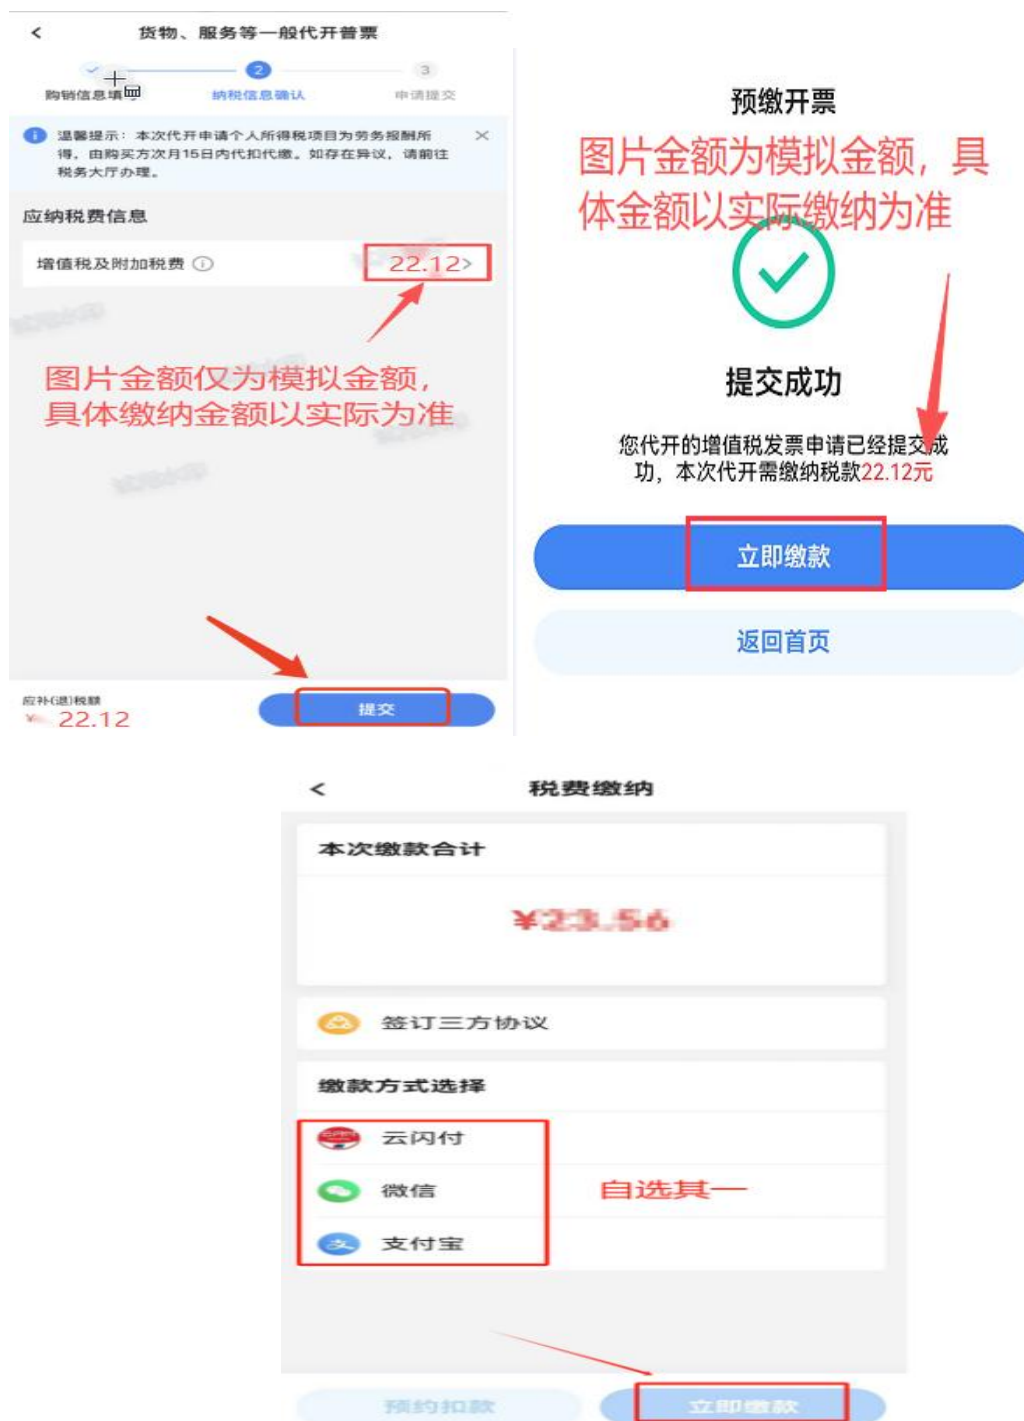 货物、服务等一般代开普票
2
3
购销信息填写
纳税信息确认
申请提交
温馨提示：本次代开申请个人所得税项目为劳务报酬所
得，由购买方次月15日内代扣代缴。如存在异议，请前往
税务大厅办理。
应纳税费信息
增值税及附加税费
22.12>
图片金额仅为模拟金额，
具体缴纳金额以实际为准
应补(退)税额
¥ 22.12
提交
预缴开票
图片金额为模拟金额，具
体金额以实际缴纳为准
提交成功
您代开的增值税发票申请已经提交成
功，本次代开需缴纳税款22.12元
立即缴款
返回首页
税费缴纳
本次缴款合计
¥23.56
签订三方协议
缴款方式选择
云闪付
微信
支付宝
自选其一
预约扣款
立即缴款